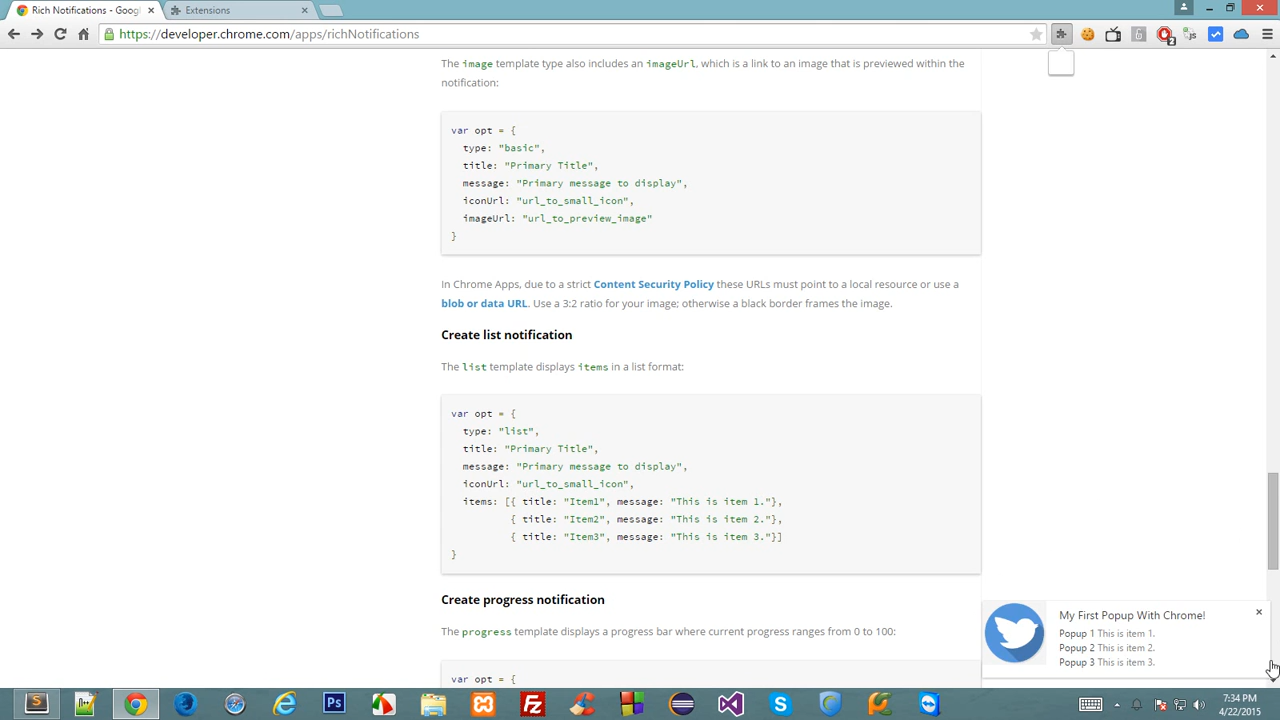 Rich Notifications - Googl
Extensions
https://developer.chrome.com/apps/richNotifications
2
The image template type also includes an imageUrl, which is a link to an image that is previewed within the
notification:
var opt = {
type: "basic",
title: "Primary Title",
message: "Primary message to display",
iconUrl: "url_to_small_icon",
imageUrl: "url_to_preview_image"
}
In Chrome Apps, due to a strict Content Security Policy these URLs must point to a local resource or use a
blob or data URL. Use a 3:2 ratio for your image; otherwise a black border frames the image.
Create list notification
The list template displays items in a list format:
var opt = {
type: "list",
title: "Primary Title",
message: "Primary message to display",
iconUrl: "url_to_small_icon",
items: [{ title: "Item1", message: "This is item 1."},
{ title: "Item2", message: "This is item 2."},
{ title: "Item3", message: "This is item 3."}]
}
Create progress notification
The progress template displays a progress bar where current progress ranges from 0 to 100:
var opt = {
My First Popup With Chrome!
Popup 1 This is item 1.
Popup 2 This is item 2.
Popup 3 This is item 3.
Ps
Fz
7:34 PM
4/22/2015